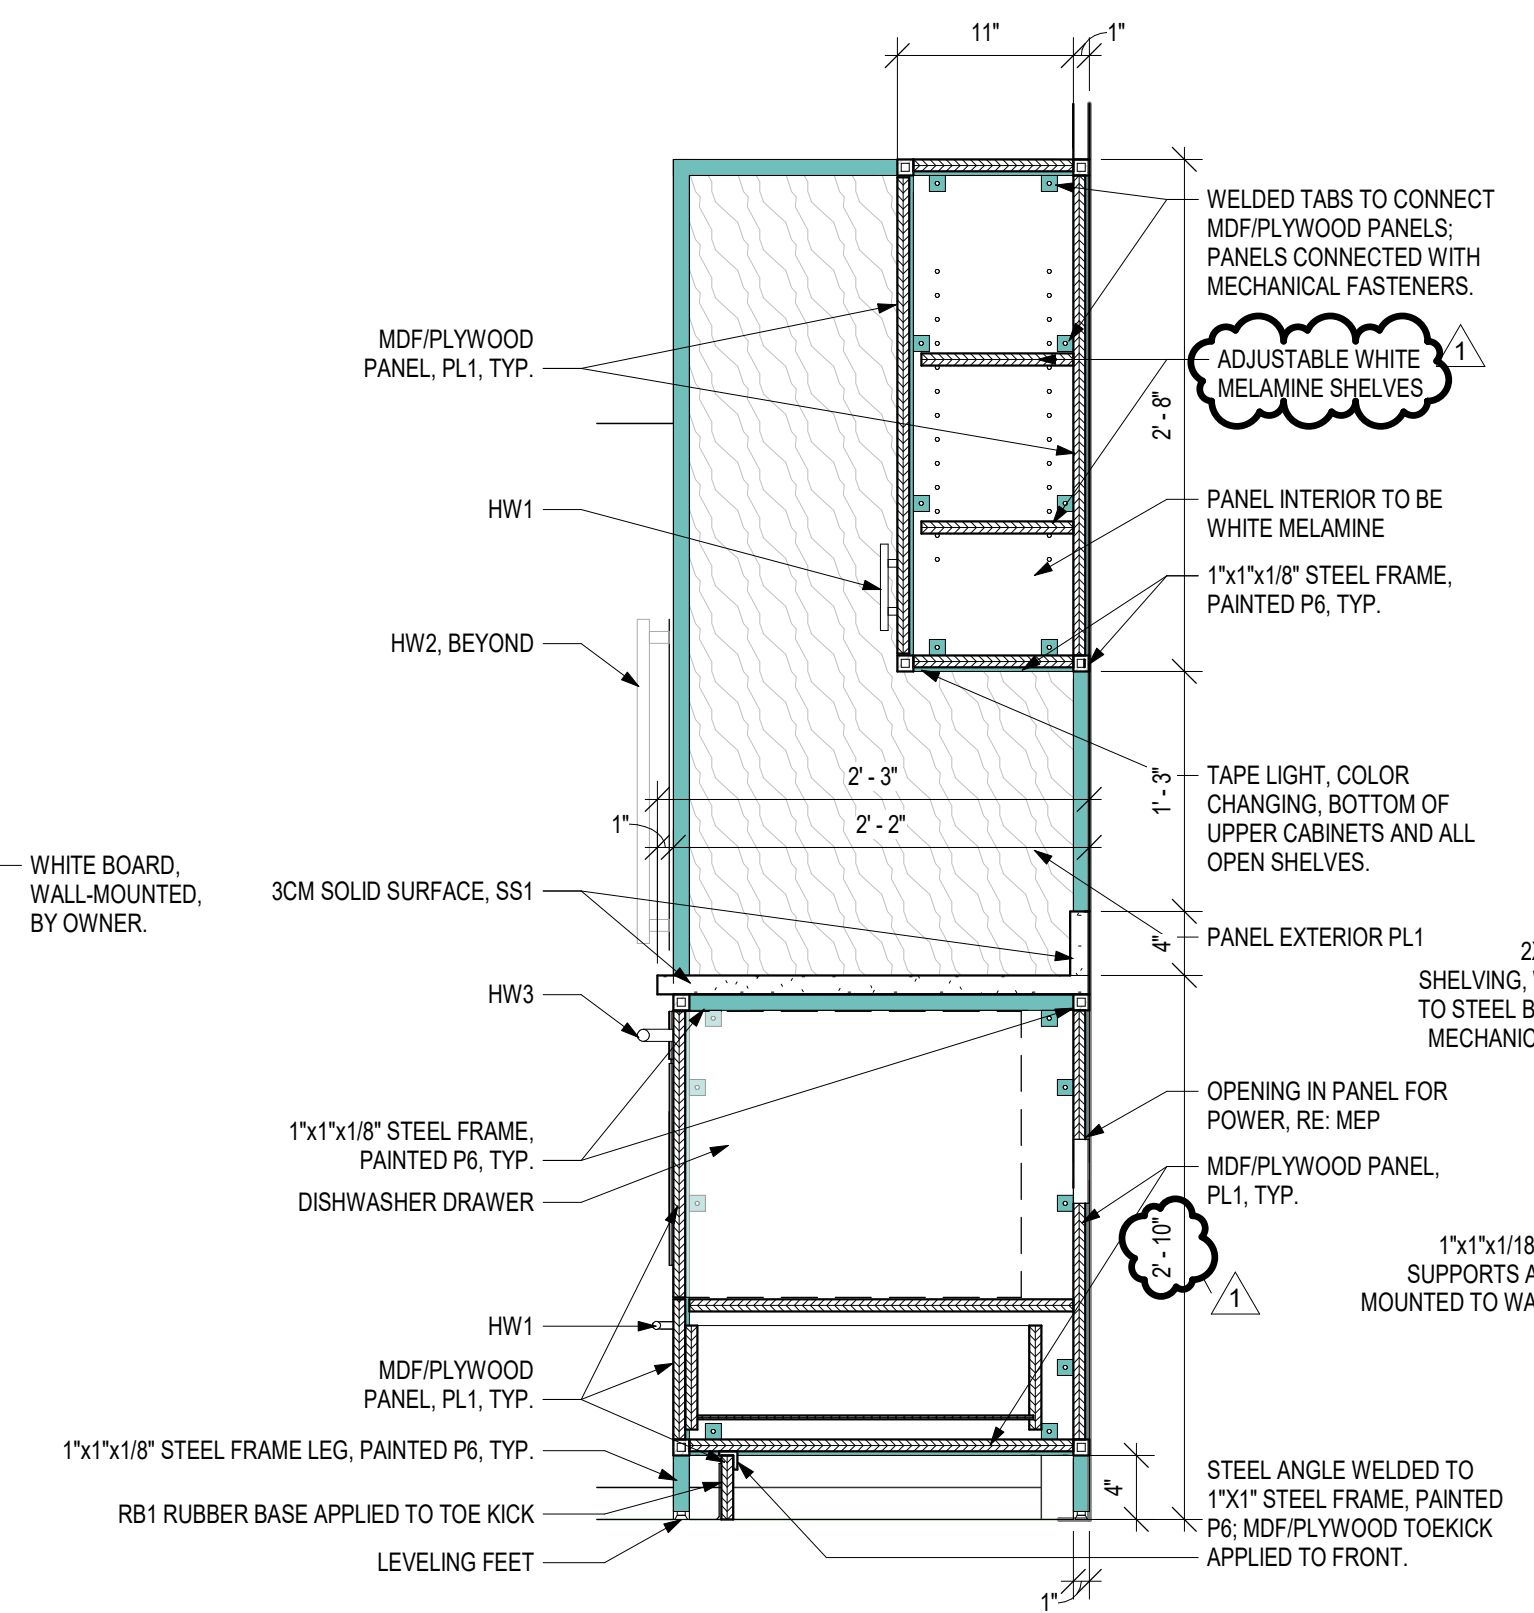 11"
1"
WELDED TABS TO CONNECT
MDF/PLYWOOD PANELS;
PANELS CONNECTED WITH
MECHANICAL FASTENERS.
MDF/PLYWOOD
PANEL, PL1, TYP.
ADJUSTABLE WHITE
MELAMINE SHELVES
1
2' - 8"
HW1
PANEL INTERIOR TO BE
WHITE MELAMINE
1"x1"x1/8" STEEL FRAME,
PAINTED P6, TYP.
HW2, BEYOND
2' - 3"
1"
2' - 2"
1' - 3"
TAPE LIGHT, COLOR
CHANGING, BOTTOM OF
UPPER CABINETS AND ALL
OPEN SHELVES.
WHITE BOARD,
WALL-MOUNTED,
BY OWNER.
3CM SOLID SURFACE, SS1
4"
PANEL EXTERIOR PL1
SHELVING,
TO STEEL B
MECHANIC
HW3
OPENING IN PANEL FOR
POWER, RE: MEP
1"x1"x1/8" STEEL FRAME,
PAINTED P6, TYP.
DISHWASHER DRAWER
MDF/PLYWOOD PANEL,
PL1, TYP.
2' - 10"
1
1"x1"x1/18
SUPPORTS A
MOUNTED TO WA
HW1
MDF/PLYWOOD
PANEL, PL1, TYP.
1"x1"x1/8" STEEL FRAME LEG, PAINTED P6, TYP.
RB1 RUBBER BASE APPLIED TO TOE KICK
LEVELING FEET
4"
STEEL ANGLE WELDED TO
1"X1" STEEL FRAME, PAINTED
P6; MDF/PLYWOOD TOEKICK
APPLIED TO FRONT.
1"